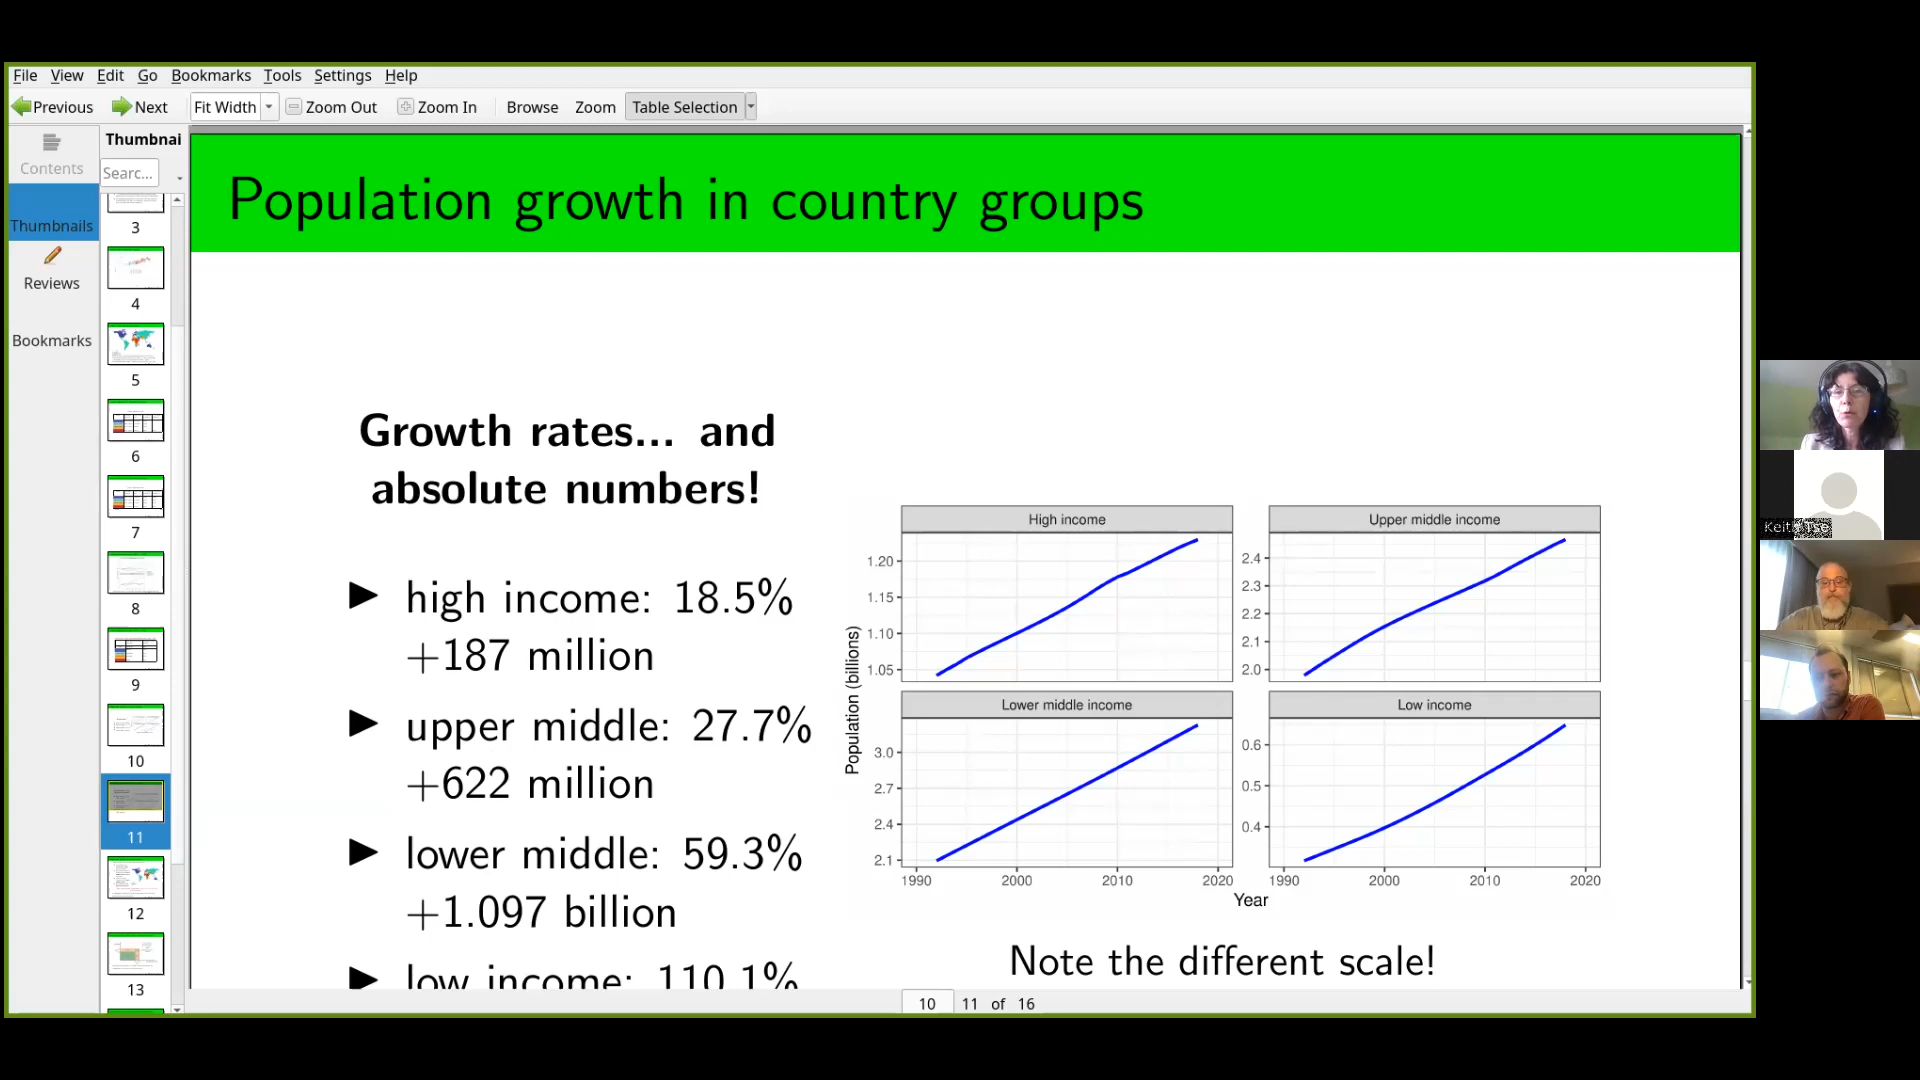 File View Edit Go Bookmarks Tools Settings Help
Previous Next Fit Width Zoom Out Zoom In Browse Zoom Table Selection
Contents
Thumbnails
Reviews
Bookmarks
Thumbnai
Searc...
3
4
5
6
7
8
9
10
11
12
13
Population growth in country groups
Growth rates... and
absolute numbers!
▶ high income: 18.5%
+187 million
▶ upper middle: 27.7%
+622 million
▶ lower middle: 59.3%
+1.097 billion
▶ low income: 110.1%
Population (billions)
High income
1.20
1.15
1.10
1.05
Upper middle income
2.4
2.3
2.2
2.1
2.0
Lower middle income
3.0
2.7
2.4
2.1
1990 2000 2010 2020
Low income
0.6
0.5
0.4
1990 2000 2010 2020
Year
Note the different scale!
10 11 of 16